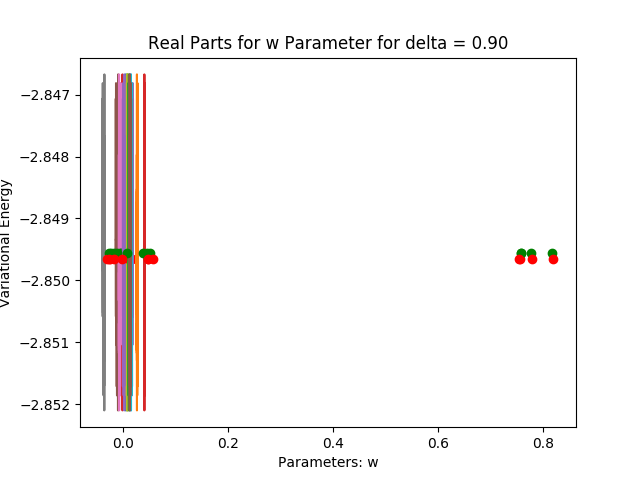 Real Parts for w Parameter for delta = 0.90
Variational Energy
−2.847
−2.848
−2.849
−2.850
−2.851
−2.852
0.0 0.2 0.4 0.6 0.8
Parameters: w